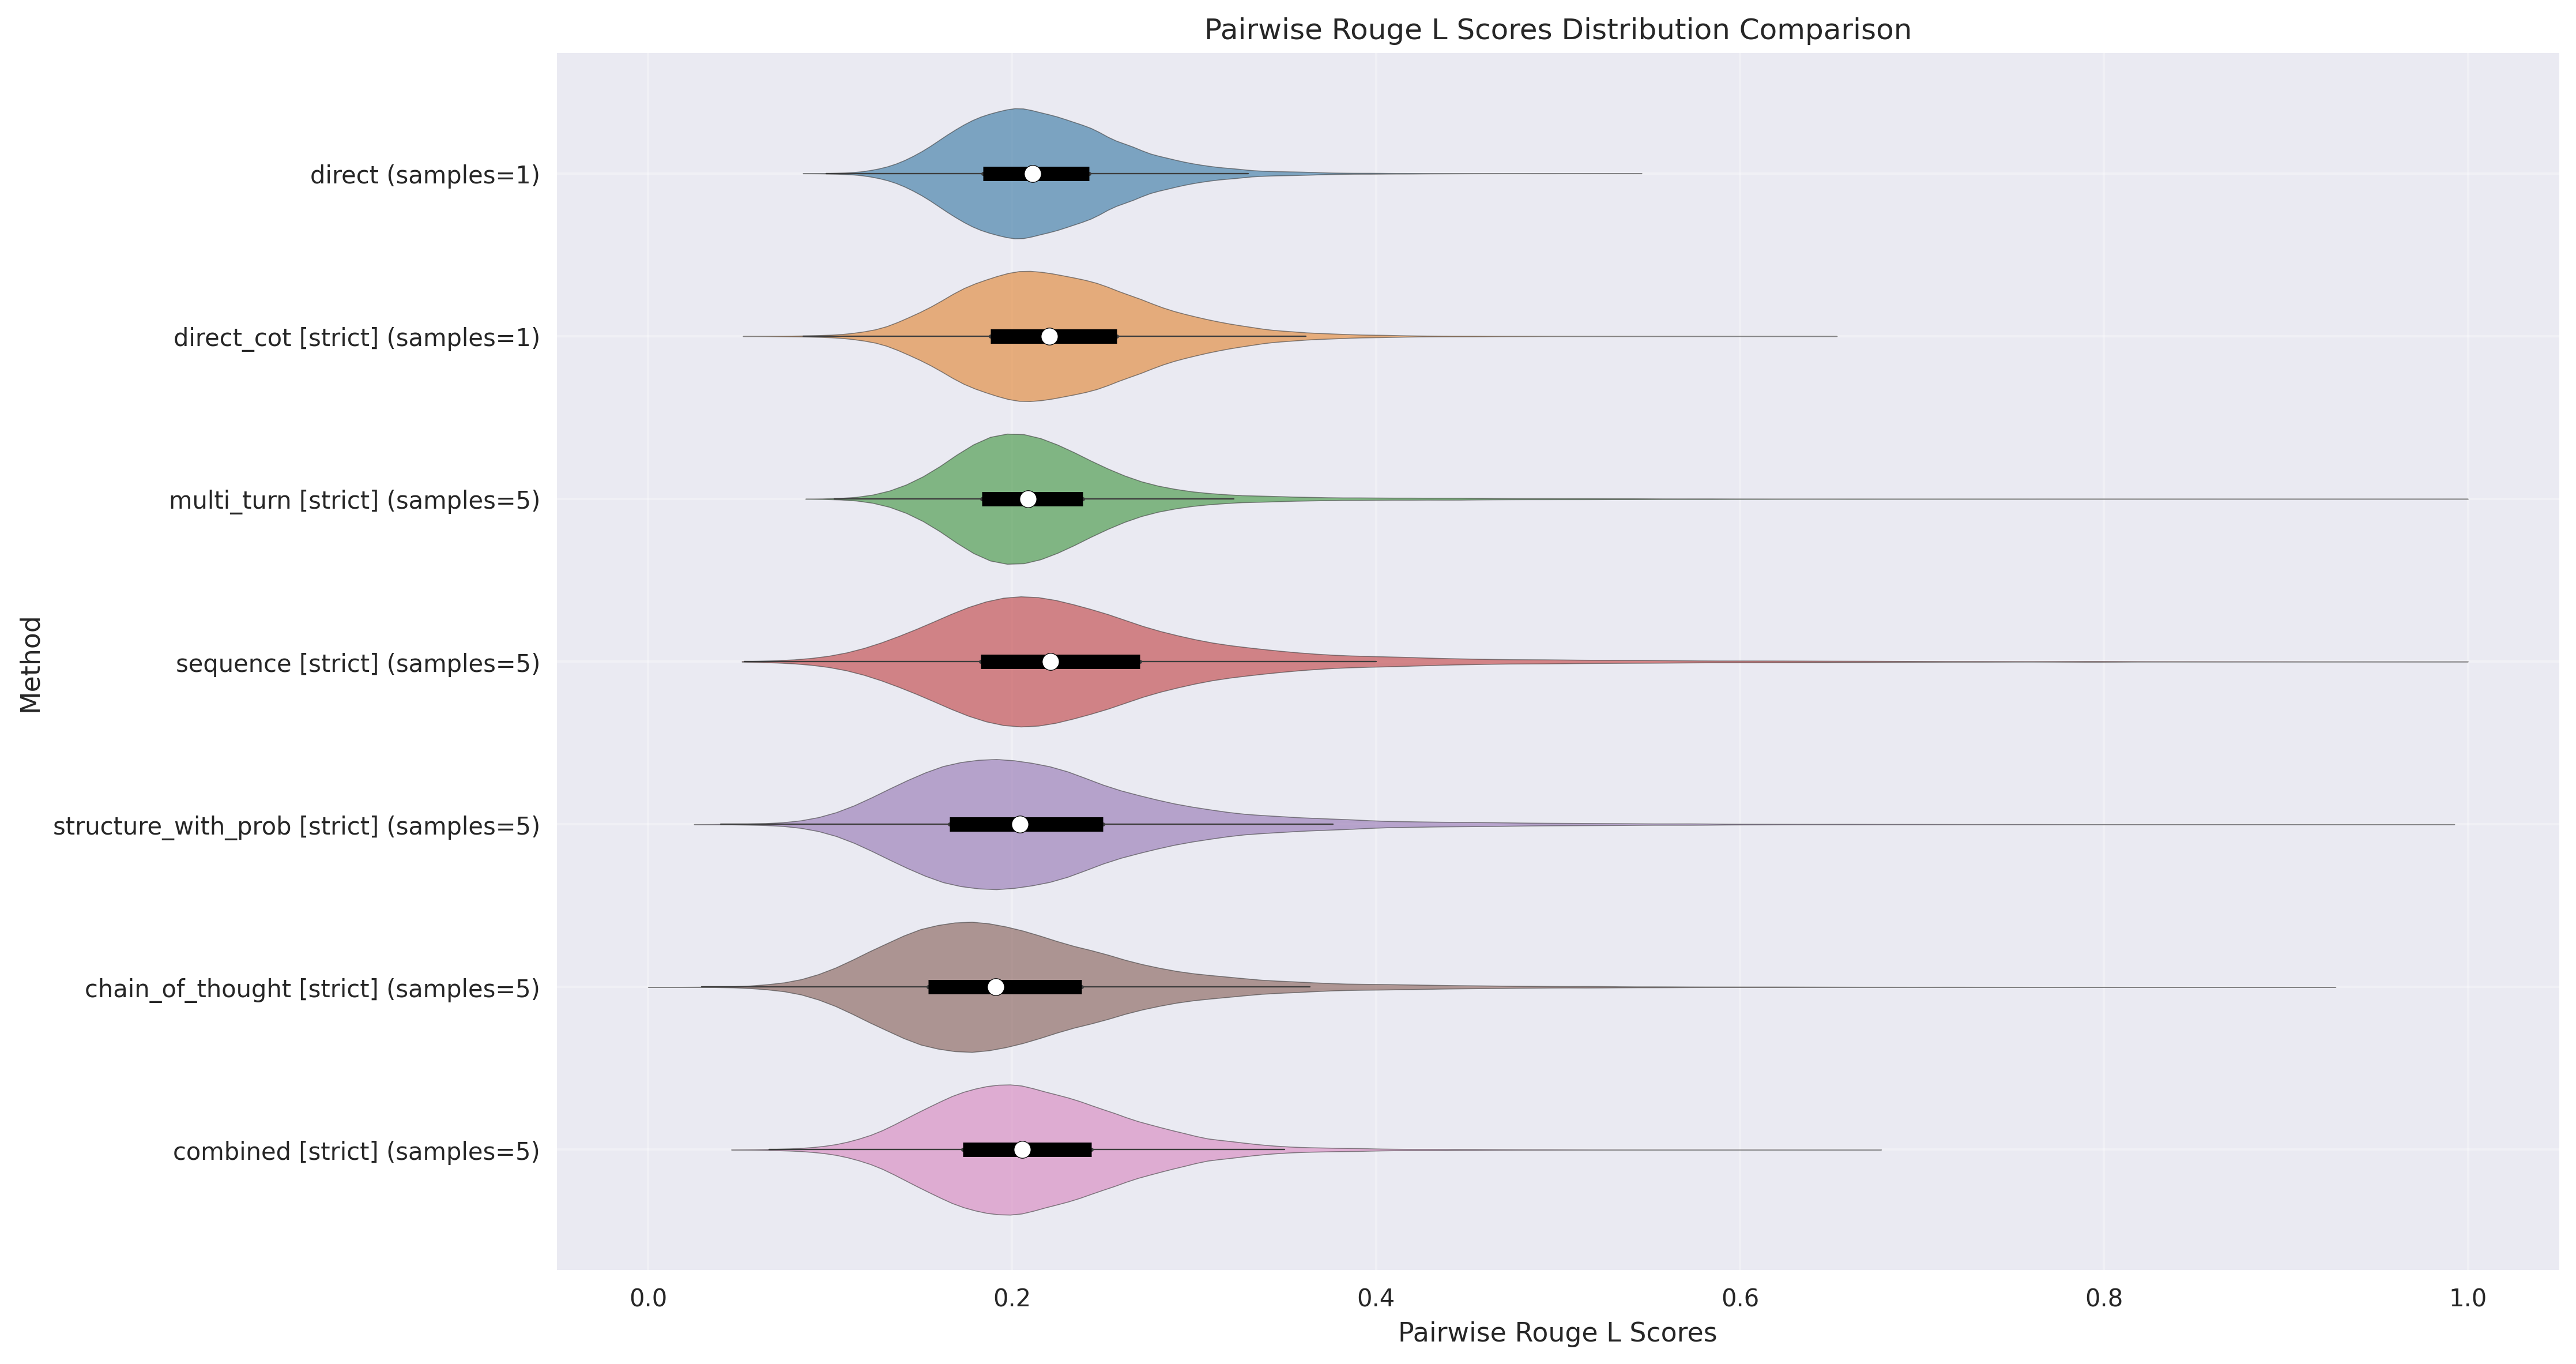 Pairwise Rouge L Scores Distribution Comparison
direct (samples=1)
direct_cot [strict] (samples=1)
multi_turn [strict] (samples=5)
sequence [strict] (samples=5)
structure_with_prob [strict] (samples=5)
chain_of_thought [strict] (samples=5)
combined [strict] (samples=5)
Method
0.0 0.2 0.4 0.6 0.8 1.0
Pairwise Rouge L Scores